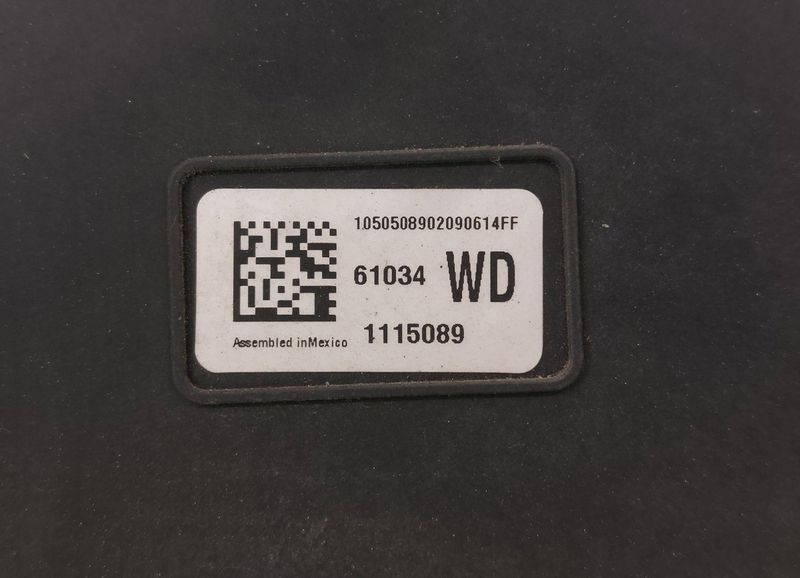 1050508902090614FF
61034 WD
1115089
Assembled inMexico